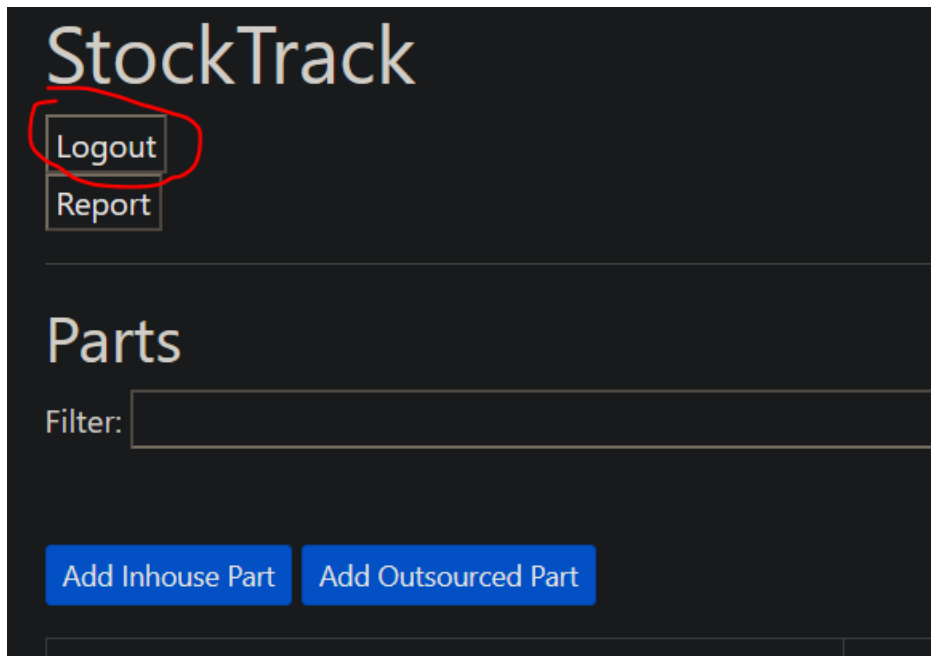 StockTrack
Logout
Report
Parts
Filter:
Add Inhouse Part Add Outsourced Part